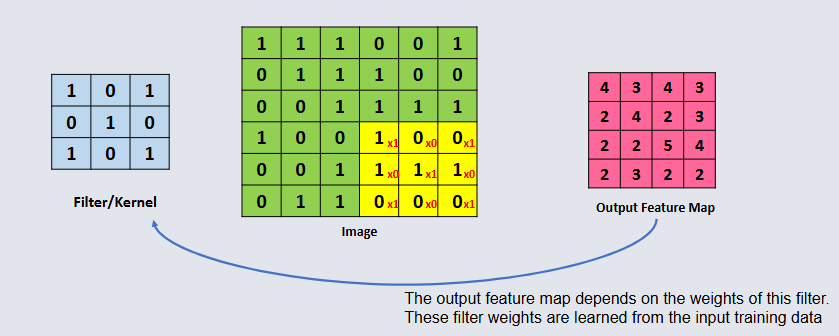 1 0 1
0 1 0
1 0 1
Filter/Kernel
1 1 1 0 0 1
0 1 1 1 0 0
0 0 1 1 1 1
1 0 0 1 x1 0 x0 0 x1
0 0 1 1 x0 1 x1 1 x0
0 1 1 0 x1 0 x0 0 x1
Image
4 3 4 3
2 4 2 3
2 2 5 4
2 3 2 2
Output Feature Map
The output feature map depends on the weights of this filter.
These filter weights are learned from the input training data